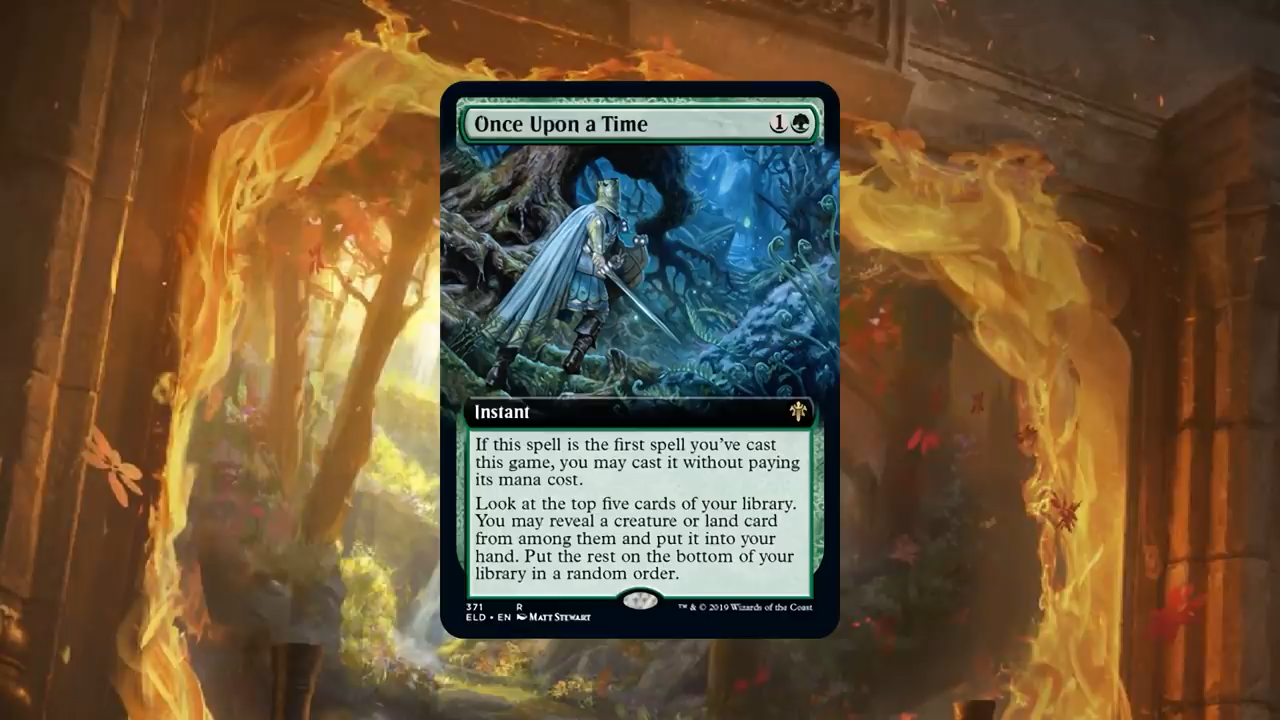 Once Upon a Time 1
Instant
If this spell is the first spell you've cast
this game, you may cast it without paying
its mana cost.
Look at the top five cards of your library.
You may reveal a creature or land card
from among them and put it into your
hand. Put the rest on the bottom of your
library in a random order.
371 R
ELD • EN Matt Stewart
™ & © 2019 Wizards of the Coast